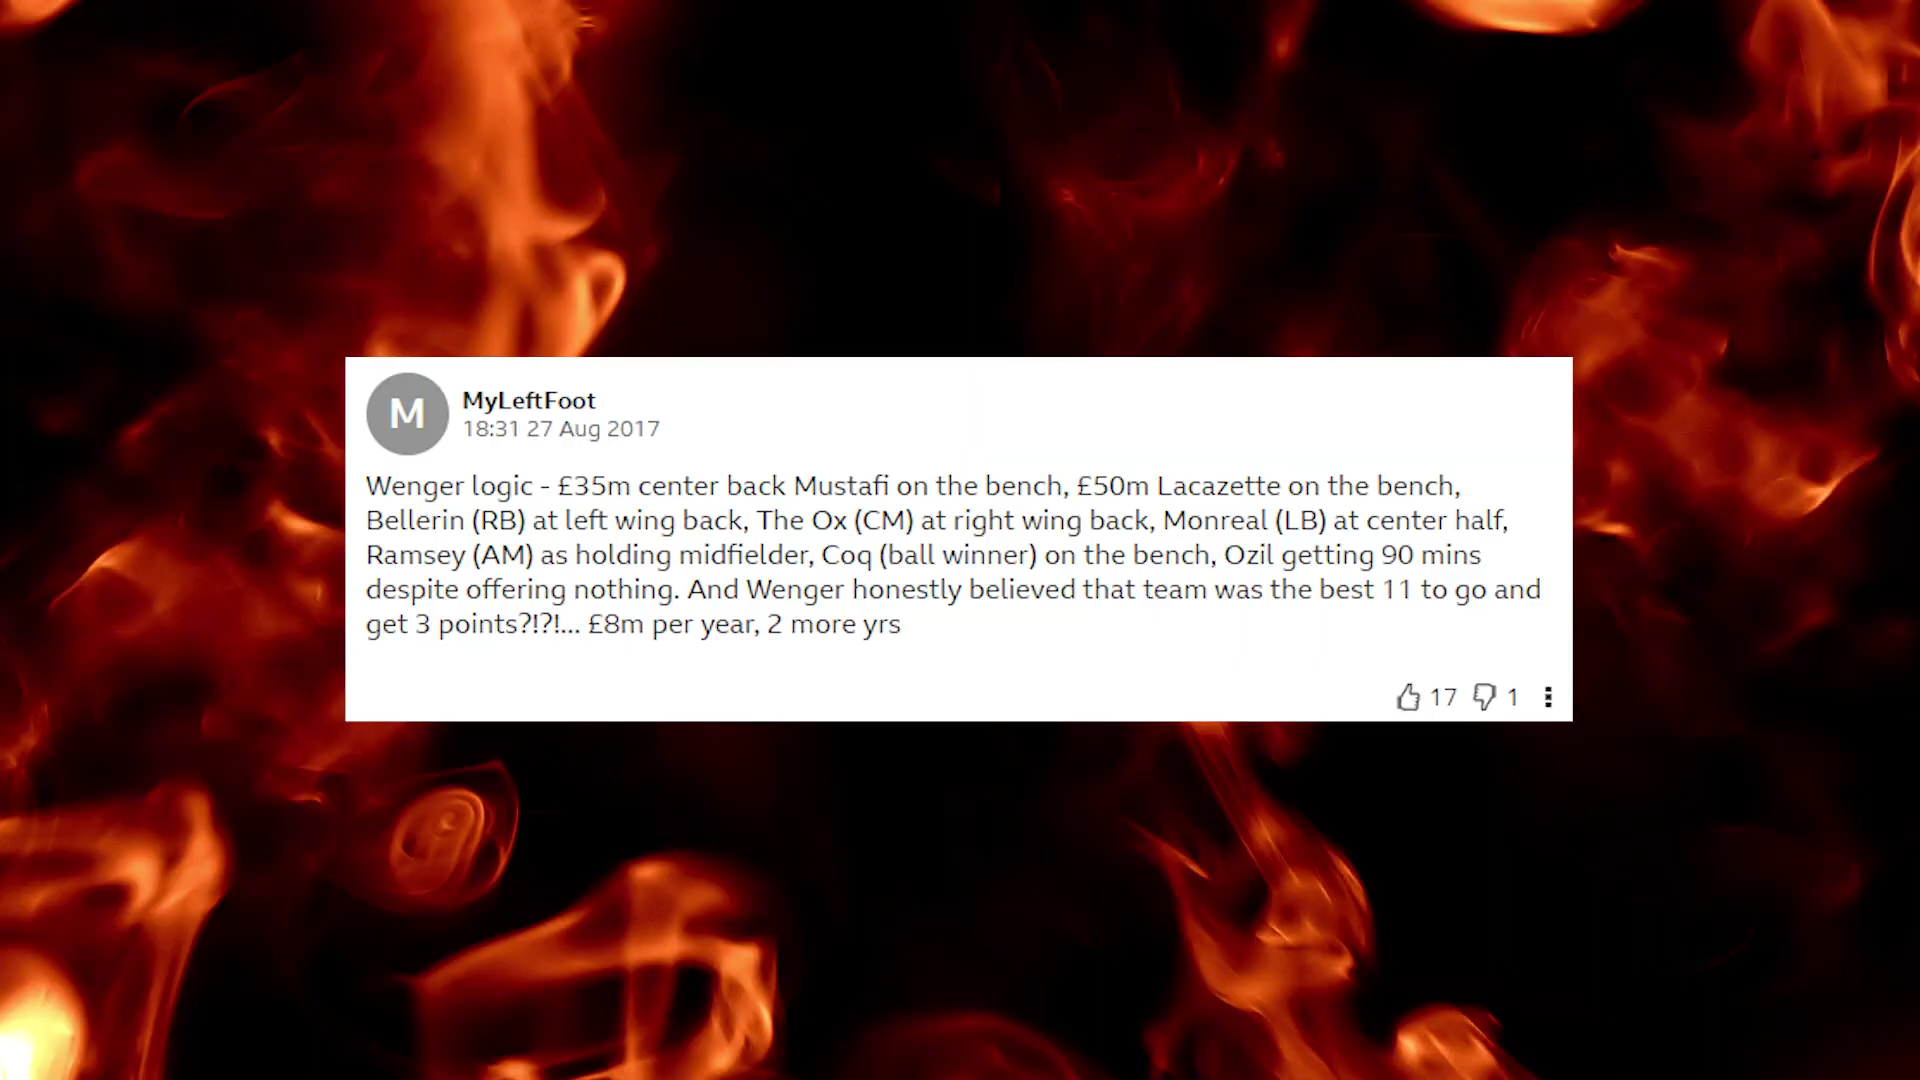 M
MyLeftFoot
18:31 27 Aug 2017
Wenger logic - £35m center back Mustafi on the bench, £50m Lacazette on the bench,
Bellerin (RB) at left wing back, The Ox (CM) at right wing back, Monreal (LB) at center half,
Ramsey (AM) as holding midfielder, Coq (ball winner) on the bench, Ozil getting 90 mins
despite offering nothing. And Wenger honestly believed that team was the best 11 to go and
get 3 points?!?!... £8m per year, 2 more yrs
17 1